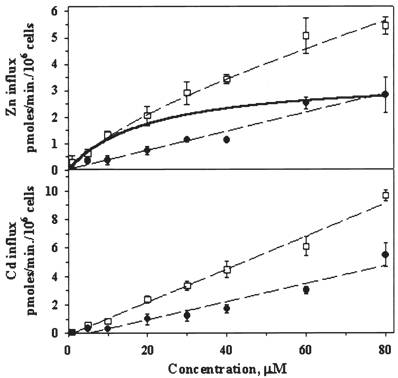 Zn influx
pmoles/min./10⁶ cells
6
5
4
3
2
1
0
Cd influx
pmoles/min./10⁶ cells
10
8
6
4
2
0
0 20 40 60 80
Concentration, µM